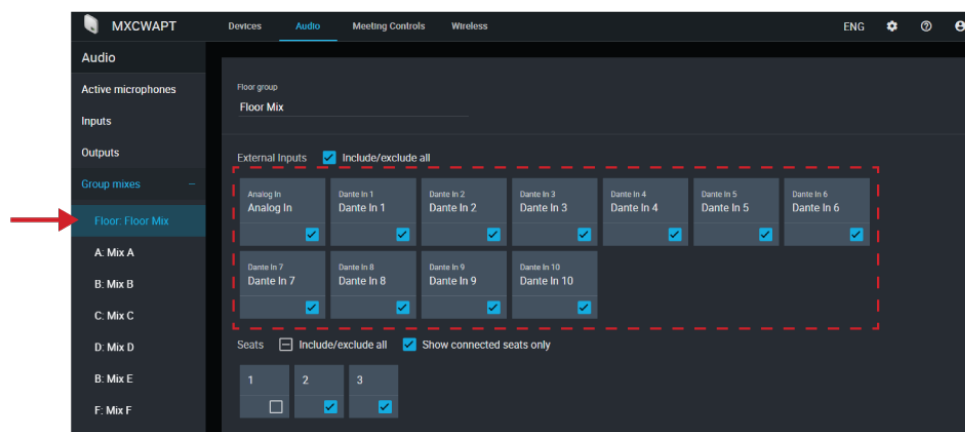 MXCWAPT
Devices
Audio
Meeting Controls
Wireless
ENG
Audio
Active microphones
Inputs
Outputs
Group mixes
Floor: Floor Mix
A: Mix A
B: Mix B
C: Mix C
D: Mix D
B: Mix E
F: Mix F
Floor group
Floor Mix
External Inputs
Include/exclude all
Analog In
Analog In
Dante In 1
Dante In 1
Dante In 2
Dante In 2
Dante In 3
Dante In 3
Dante In 4
Dante In 4
Dante In 5
Dante In 5
Dante In 6
Dante In 6
Dante In 7
Dante In 7
Dante In 8
Dante In 8
Dante In 9
Dante In 9
Dante In 10
Dante In 10
Seats
Include/exclude all
Show connected seats only
1
2
3